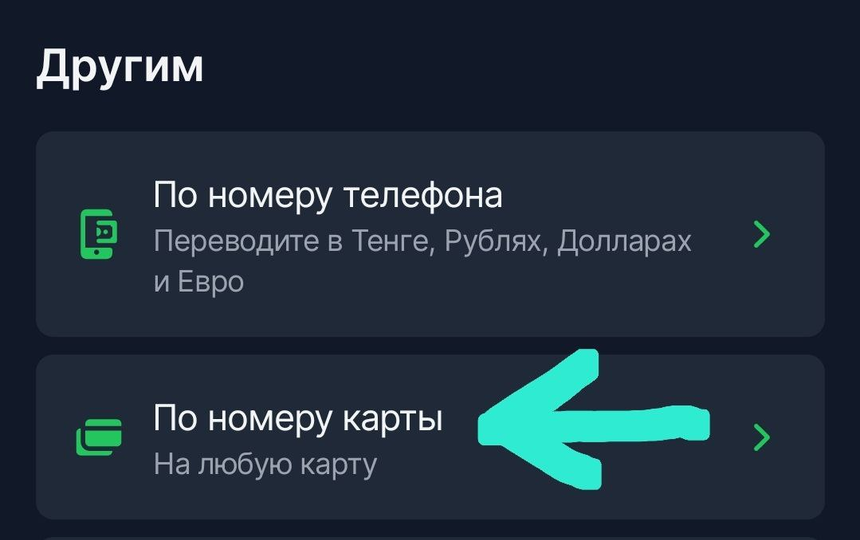 Другим
По номеру телефона
Переводите в Тенге, Рублях, Долларах
и Евро
По номеру карты
На любую карту